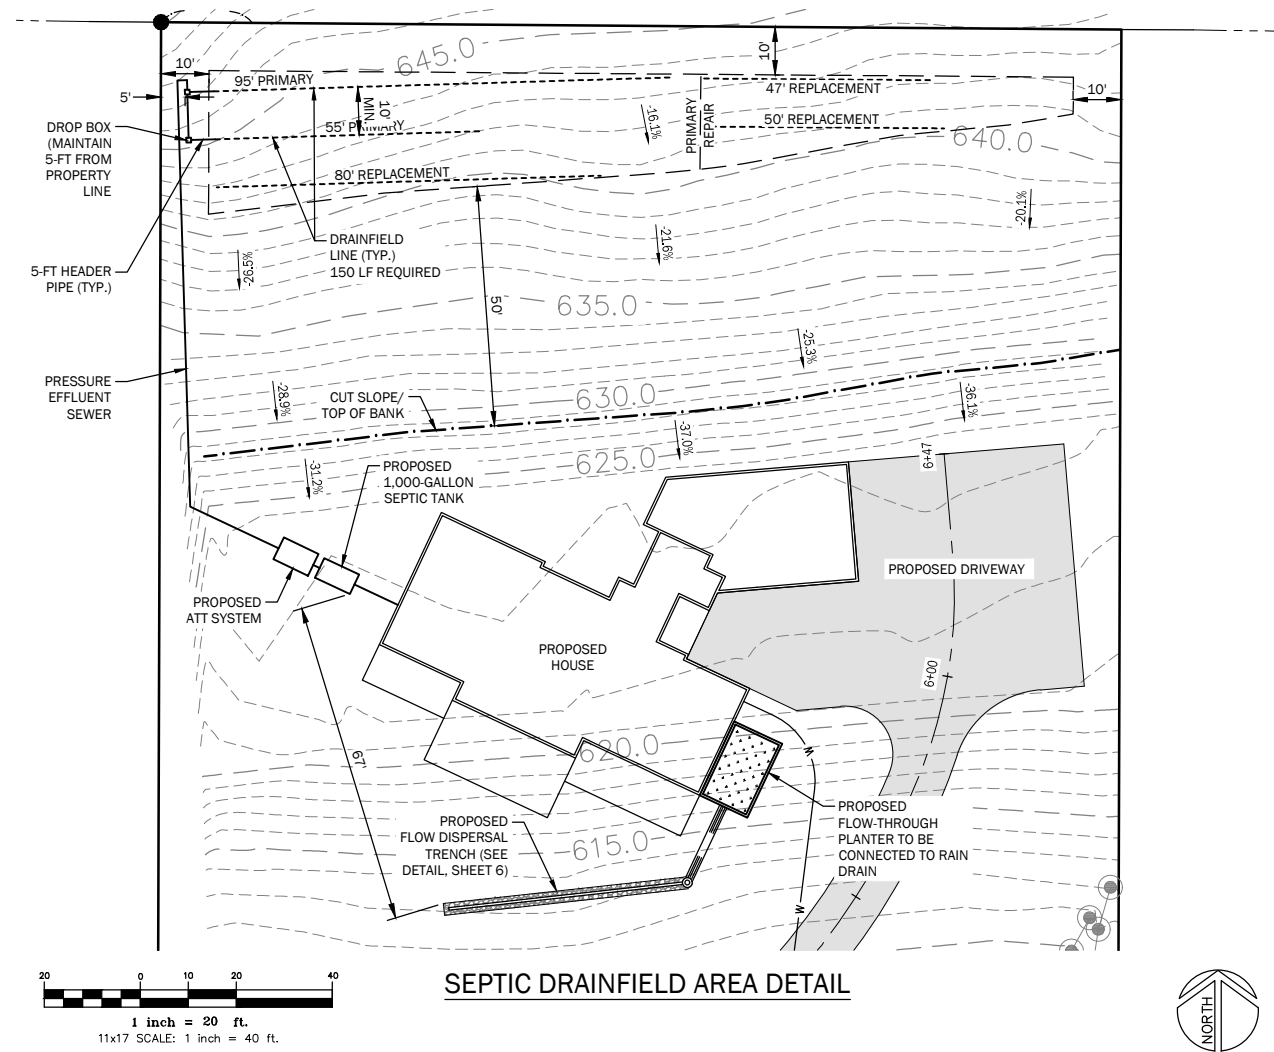 645.0
10'
10'
95' PRIMARY
47' REPLACEMENT
10'
5'
10'
MIN.
-16.1%
PRIMARY
REPAIR
50' REPLACEMENT
55' PRIMARY
640.0
DROP BOX
(MAINTAIN
5-FT FROM
PROPERTY
LINE
80' REPLACEMENT
-20.1%
DRAINFIELD
LINE (TYP.)
150 LF REQUIRED
-21.6%
-26.5%
5-FT HEADER
PIPE (TYP.)
635.0
50'
-25.3%
PRESSURE
EFFLUENT
SEWER
-28.9%
CUT SLOPE/
TOP OF BANK
630.0
-36.1%
-37.0%
625.0
6+47
-31.2%
PROPOSED
1,000-GALLON
SEPTIC TANK
PROPOSED DRIVEWAY
PROPOSED
ATT SYSTEM
PROPOSED
HOUSE
6+00
620.0
W
67'
PROPOSED
FLOW DISPERSAL
TRENCH (SEE
DETAIL, SHEET 6)
615.0
PROPOSED
FLOW-THROUGH
PLANTER TO BE
CONNECTED TO RAIN
DRAIN
W
20 0 10 20 40
1 inch = 20 ft.
11x17 SCALE: 1 inch = 40 ft.
SEPTIC DRAINFIELD AREA DETAIL
NORTH